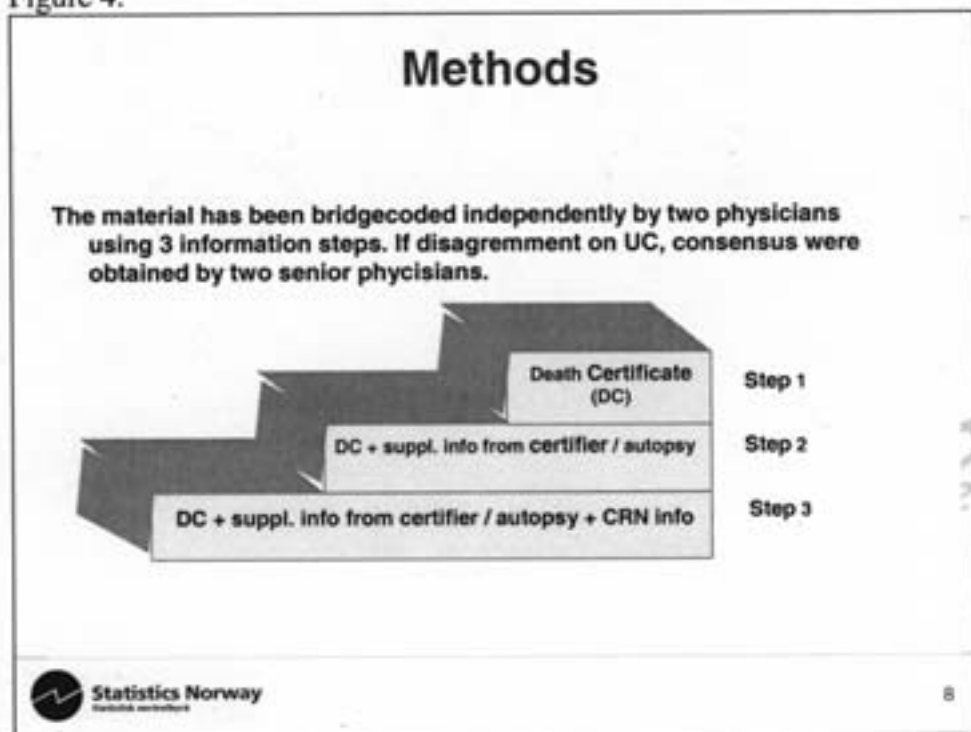 Figure 4.
Methods
The material has been bridgecoded independently by two physicians
using 3 information steps. If disagremment on UC, consensus were
obtained by two senior phycisians.
Death Certificate
(DC)
Step 1
DC + suppl. info from certifier / autopsy
Step 2
DC + suppl. info from certifier / autopsy + CRN info
Step 3
Statistics Norway
Statistisk sentralbyrå
8